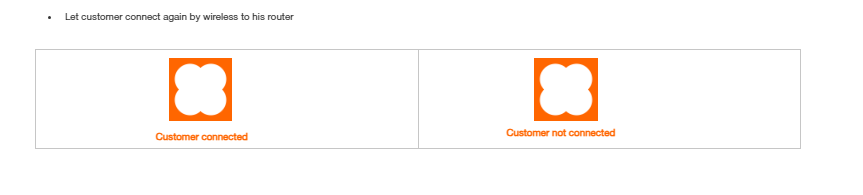 • Let customer connect again by wireless to his router
Customer connected
Customer not connected